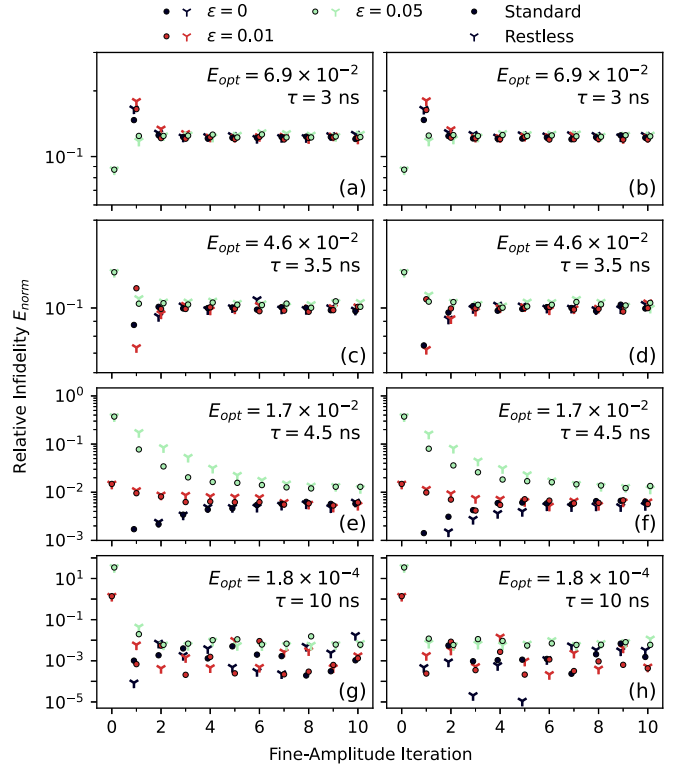 ε = 0 ε = 0.05 Standard
ε = 0.01 Restless
Relative Infidelity E_norm
E_opt = 6.9 × 10⁻²
τ = 3 ns
10⁻¹
(a)
E_opt = 6.9 × 10⁻²
τ = 3 ns
(b)
E_opt = 4.6 × 10⁻²
τ = 3.5 ns
10⁻¹
(c)
E_opt = 4.6 × 10⁻²
τ = 3.5 ns
(d)
10⁰
10⁻¹
10⁻²
10⁻³
E_opt = 1.7 × 10⁻²
τ = 4.5 ns
(e)
E_opt = 1.7 × 10⁻²
τ = 4.5 ns
(f)
10¹
10⁻¹
10⁻³
10⁻⁵
E_opt = 1.8 × 10⁻⁴
τ = 10 ns
(g)
E_opt = 1.8 × 10⁻⁴
τ = 10 ns
(h)
0 2 4 6 8 10 0 2 4 6 8 10
Fine-Amplitude Iteration